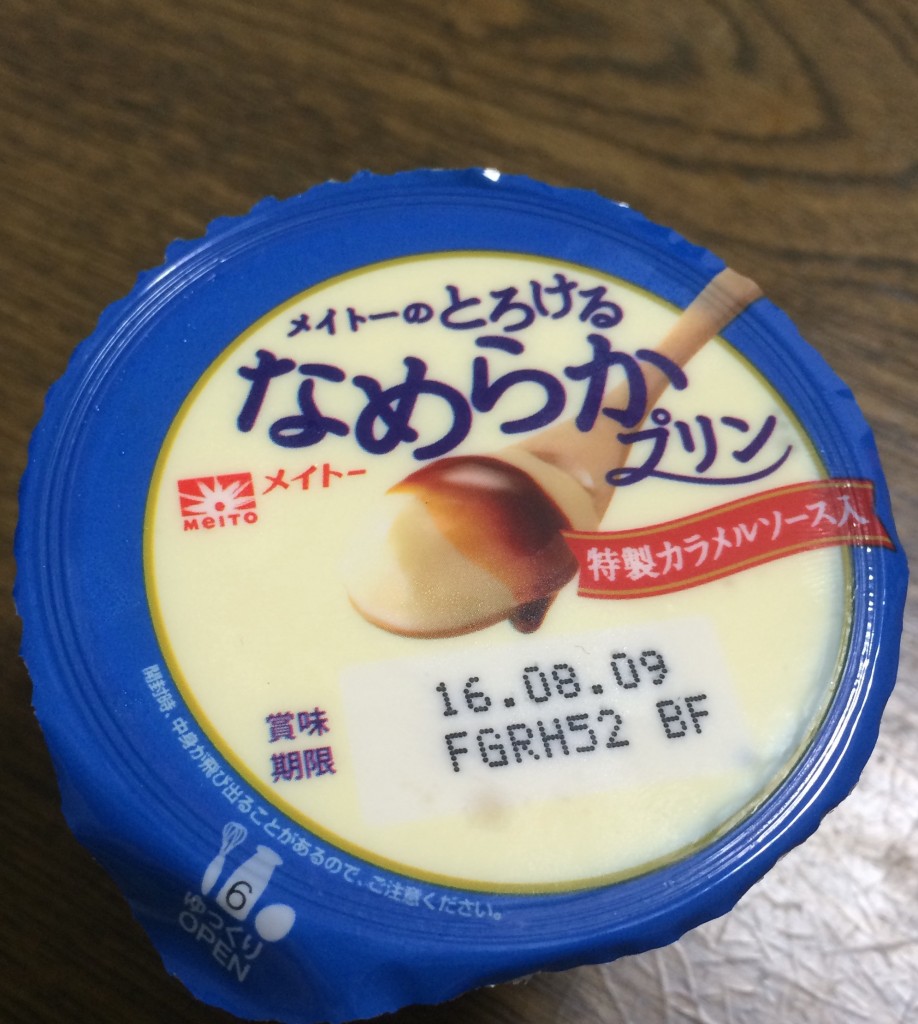 メイトーのとろける
なめらか
プリン
MeiTO メイトー
特製カラメルソース入
賞味
期限
16.08.09
FGRH52 BF
開封時、中身が飛び出ることがあるので、ご注意ください。
6
ゆっくり
OPEN